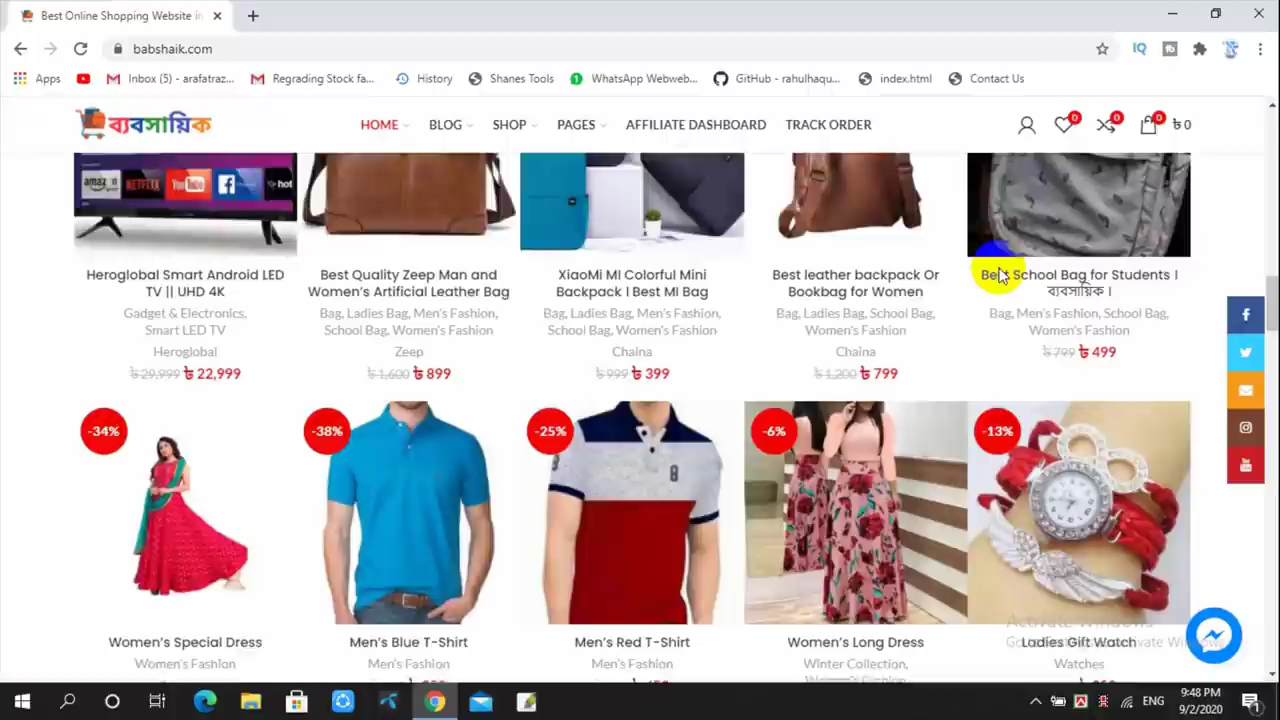 Best Online Shopping Website in
babshaik.com
Apps
Inbox (5) - arafatraz...
Regrading Stock fa...
History
Shanes Tools
WhatsApp Webweb...
GitHub - rahulhaqu...
index.html
Contact Us
ব্যবসায়িক
HOME
BLOG
SHOP
PAGES
AFFILIATE DASHBOARD
TRACK ORDER
0
0
0
৳ 0
amazon
NETFLIX
YouTube
hot
Heroglobal Smart Android LED
TV || UHD 4K
Gadget & Electronics,
Smart LED TV
Heroglobal
৳ 29,999 ৳ 22,999
Best Quality Zeep Man and
Women's Artificial Leather Bag
Bag, Ladies Bag, Men's Fashion,
School Bag, Women's Fashion
Zeep
৳ 1,600 ৳ 899
XiaoMi MI Colorful Mini
Backpack l Best MI Bag
Bag, Ladies Bag, Men's Fashion,
School Bag, Women's Fashion
Chaina
৳ 999 ৳ 399
Best leather backpack Or
Bookbag for Women
Bag, Ladies Bag, School Bag,
Women's Fashion
Chaina
৳ 1,200 ৳ 799
Best School Bag for Students l
ব্যবসায়িক l
Bag, Men's Fashion, School Bag,
Women's Fashion
৳ 799 ৳ 499
-34%
-38%
-25%
-6%
-13%
8
Women's Special Dress
Women's Fashion
Men's Blue T-Shirt
Men's Fashion
Men's Red T-Shirt
Men's Fashion
Women's Long Dress
Winter Collection,
Ladies Gift Watch
Watches
Activate Windows
ENG
9:48 PM
9/2/2020
1